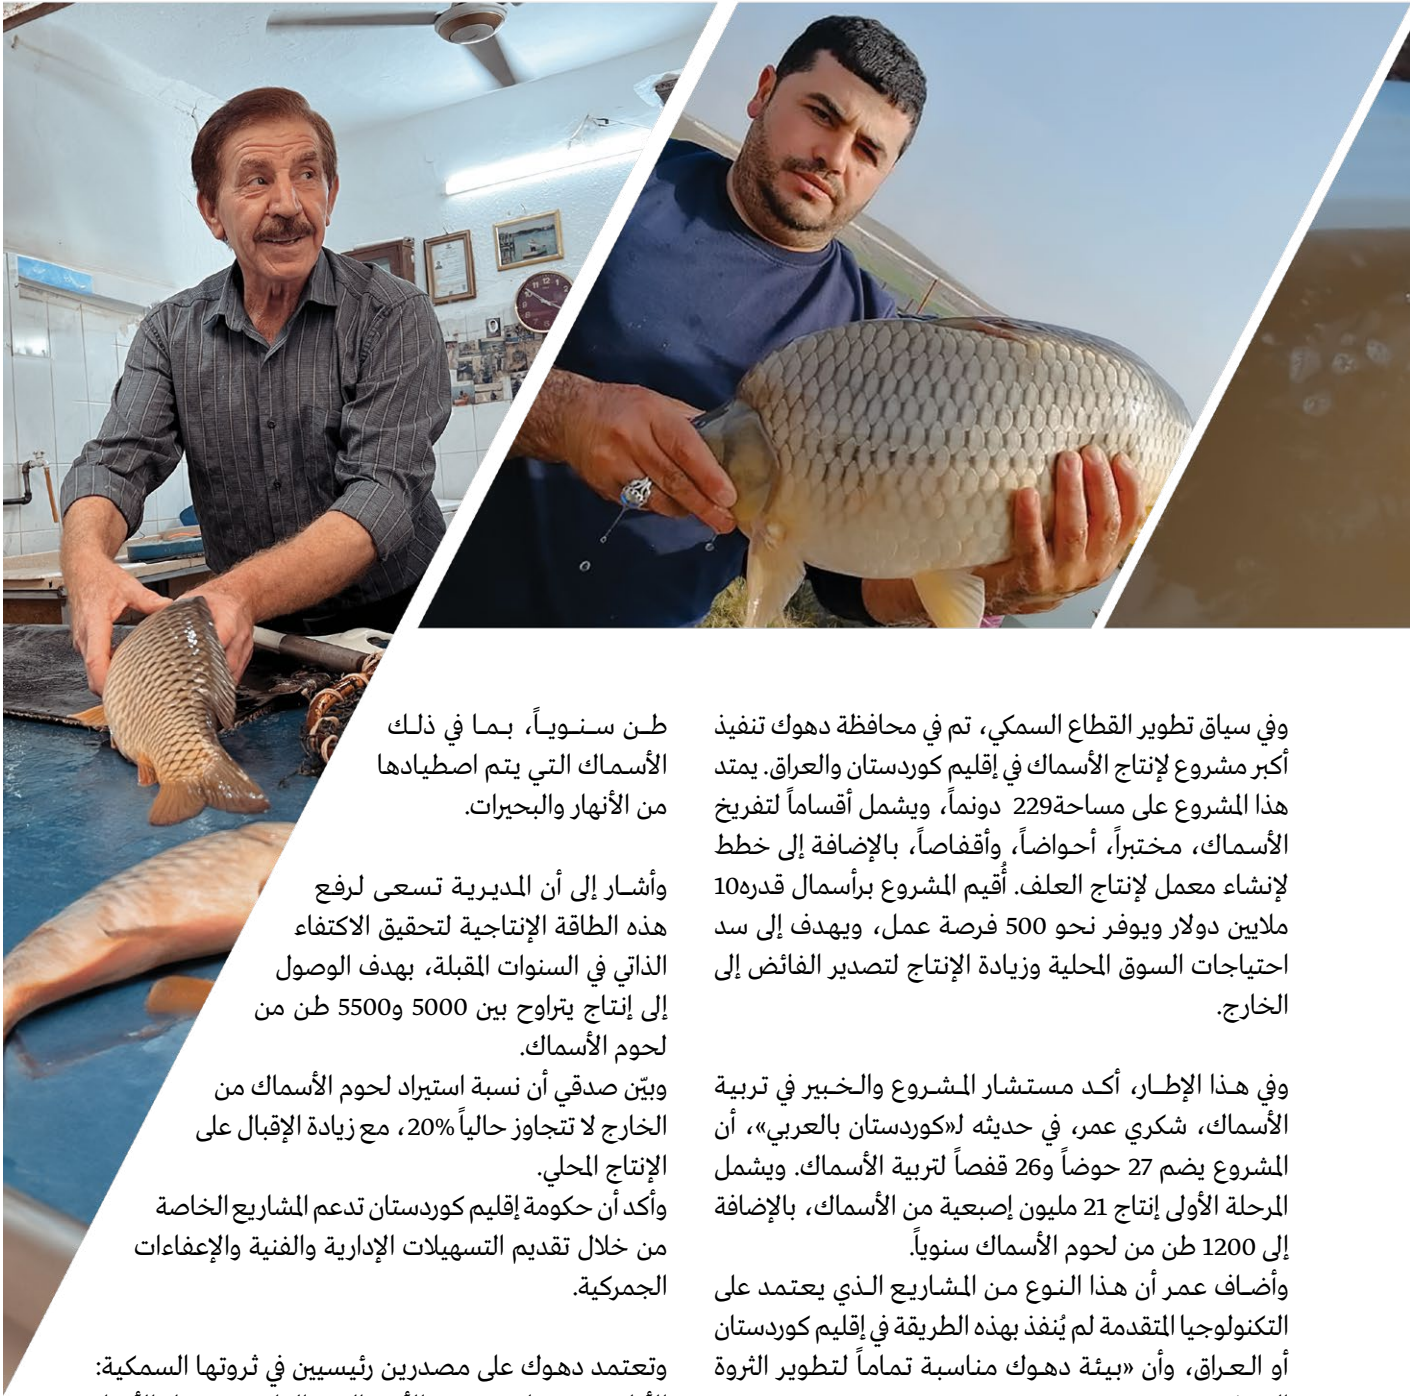 وفي سياق تطوير القطاع السمكي، تم في محافظة دهوك تنفيذ
أكبر مشروع لإنتاج الأسماك في إقليم كوردستان والعراق. يمتد
هذا المشروع على مساحة229 دونماً، ويشمل أقساماً لتفريخ
الأسماك، مختبراً، أحواضاً، وأقفاصاً، بالإضافة إلى خطط
لإنشاء معمل لإنتاج العلف. أُقيم المشروع برأسمال قدره10
ملايين دولار ويوفر نحو 500 فرصة عمل، ويهدف إلى سد
احتياجات السوق المحلية وزيادة الإنتاج لتصدير الفائض إلى
الخارج.
وفي هذا الإطار، أكد مستشار المشروع والخبير في تربية
الأسماك، شكري عمر، في حديثه لـ«كوردستان بالعربي»، أن
المشروع يضم 27 حوضاً و26 قفصاً لتربية الأسماك. ويشمل
المرحلة الأولى إنتاج 21 مليون إصبعية من الأسماك، بالإضافة
إلى 1200 طن من لحوم الأسماك سنوياً.
وأضاف عمر أن هذا النوع من المشاريع الذي يعتمد على
التكنولوجيا المتقدمة لم يُنفذ بهذه الطريقة في إقليم كوردستان
أو العراق، وأن «بيئة دهوك مناسبة تماماً لتطوير الثروة
طن سنوياً، بما في ذلك
الأسماك التي يتم اصطيادها
من الأنهار والبحيرات.
وأشار إلى أن المديرية تسعى لرفع
هذه الطاقة الإنتاجية لتحقيق الاكتفاء
الذاتي في السنوات المقبلة، بهدف الوصول
إلى إنتاج يتراوح بين 5000 و5500 طن من
لحوم الأسماك.
وبيّن صدقي أن نسبة استيراد لحوم الأسماك من
الخارج لا تتجاوز حالياً 20%، مع زيادة الإقبال على
الإنتاج المحلي.
وأكد أن حكومة إقليم كوردستان تدعم المشاريع الخاصة
من خلال تقديم التسهيلات الإدارية والفنية والإعفاءات
الجمركية.
وتعتمد دهوك على مصدرين رئيسيين في ثروتها السمكية: